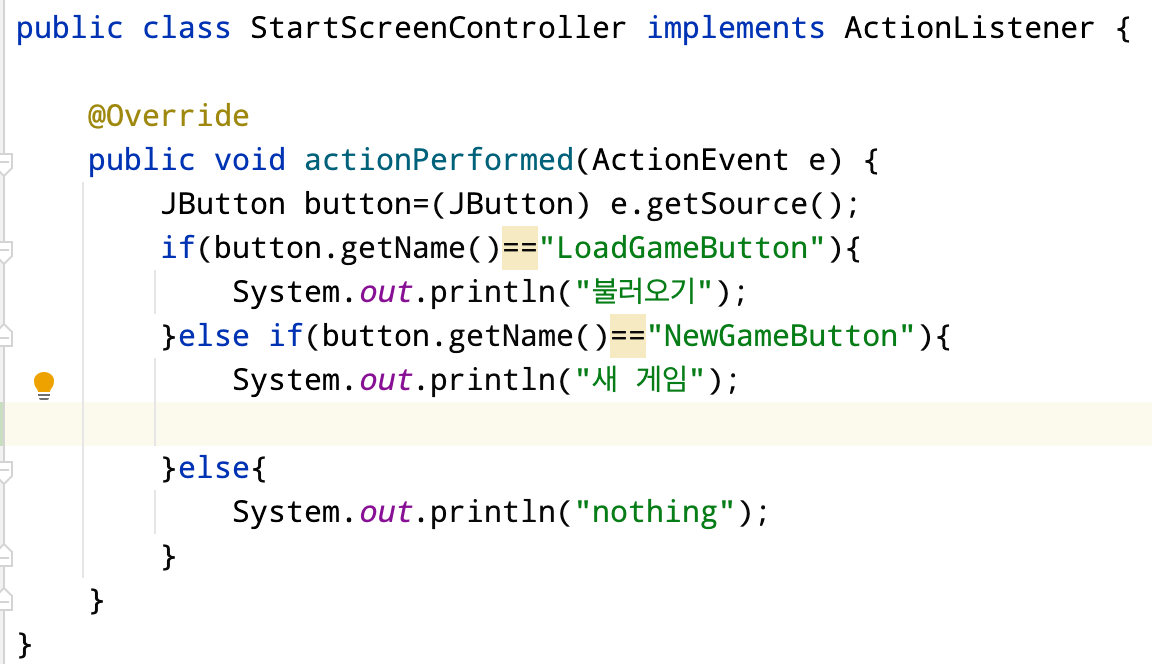 public class StartScreenController implements ActionListener {
@Override
public void actionPerformed(ActionEvent e) {
JButton button=(JButton) e.getSource();
if(button.getName()=="LoadGameButton"){
System.out.println("불러오기");
}else if(button.getName()=="NewGameButton"){
System.out.println("새 게임");
}else{
System.out.println("nothing");
}
}
}